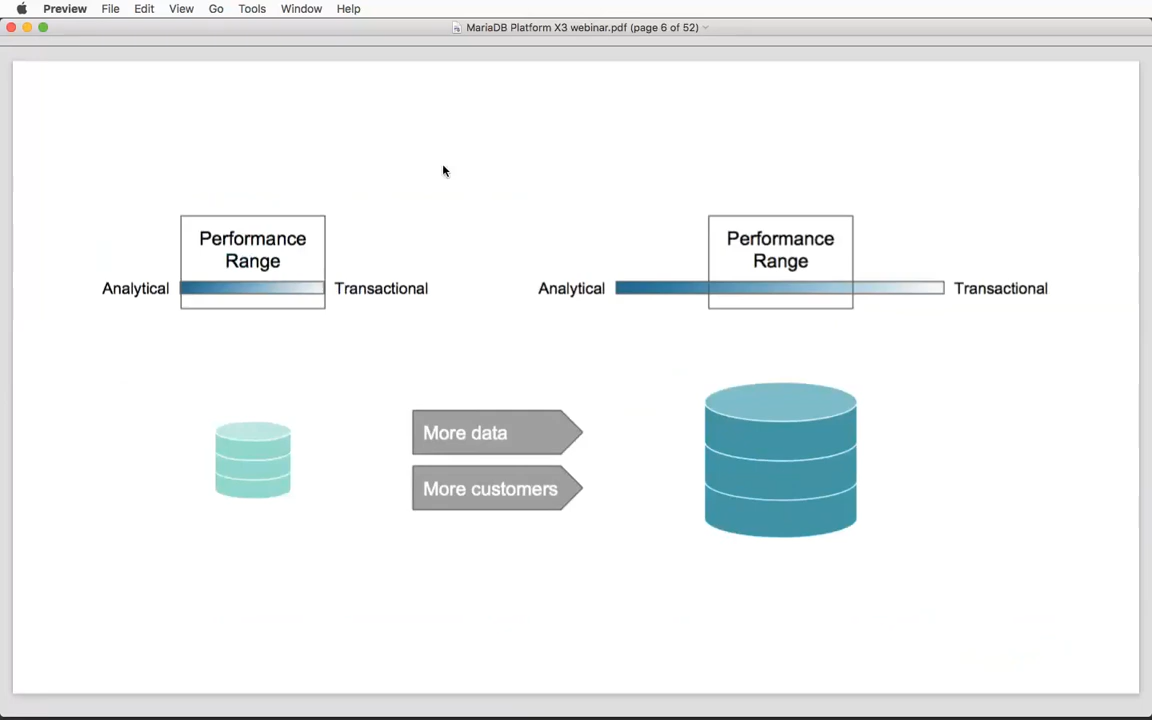 Preview File Edit View Go Tools Window Help
MariaDB Platform X3 webinar.pdf (page 6 of 52)
Performance
Range
Analytical
Transactional
Performance
Range
Analytical
Transactional
More data
More customers